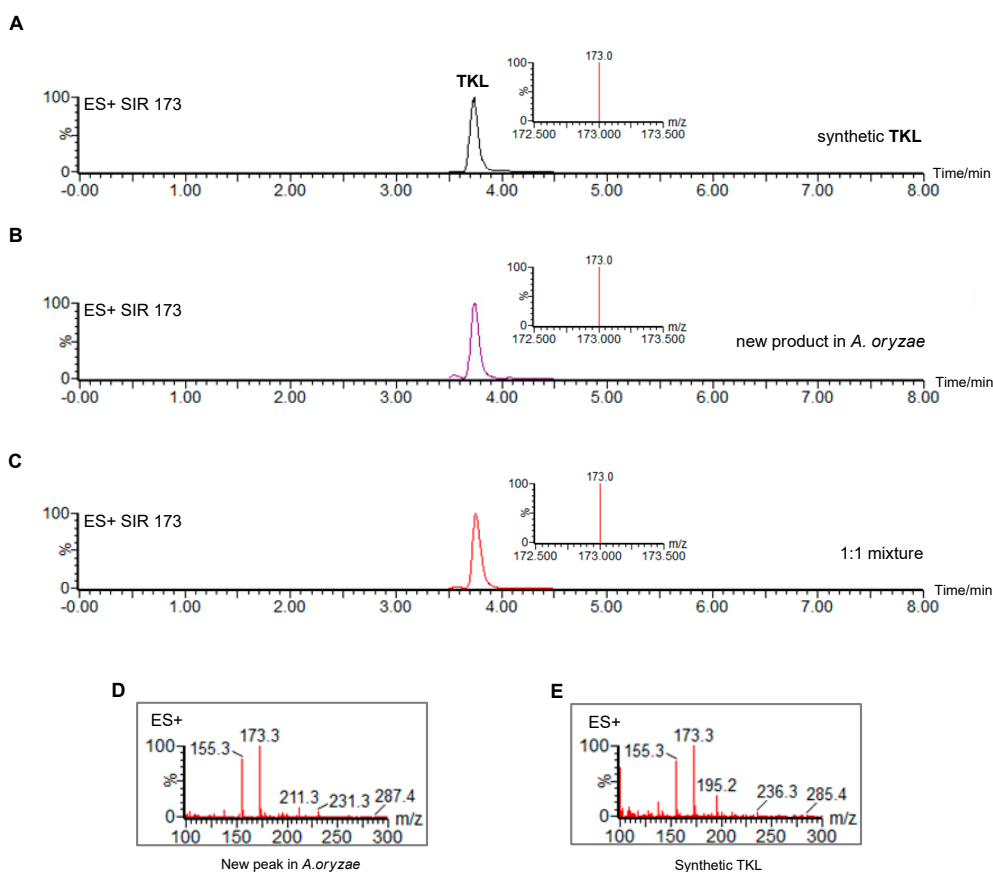 A
TKL
ES+ SIR 173
synthetic TKL
100
%
0
-0.00 1.00 2.00 3.00 4.00 5.00 6.00 7.00 8.00
Time/min
173.0
100
%
0
172.500 173.000 173.500
m/z
B
ES+ SIR 173
new product in A. oryzae
100
%
0
-0.00 1.00 2.00 3.00 4.00 5.00 6.00 7.00 8.00
Time/min
173.0
100
%
0
172.500 173.000 173.500
m/z
C
ES+ SIR 173
1:1 mixture
100
%
0
-0.00 1.00 2.00 3.00 4.00 5.00 6.00 7.00 8.00
Time/min
173.0
100
%
0
172.500 173.000 173.500
m/z
D
ES+
173.3
155.3
211.3
231.3
287.4
100
%
0
m/z
100 150 200 250 300
New peak in A.oryzae
E
ES+
173.3
155.3
195.2
236.3
285.4
100
%
0
m/z
100 150 200 250 300
Synthetic TKL